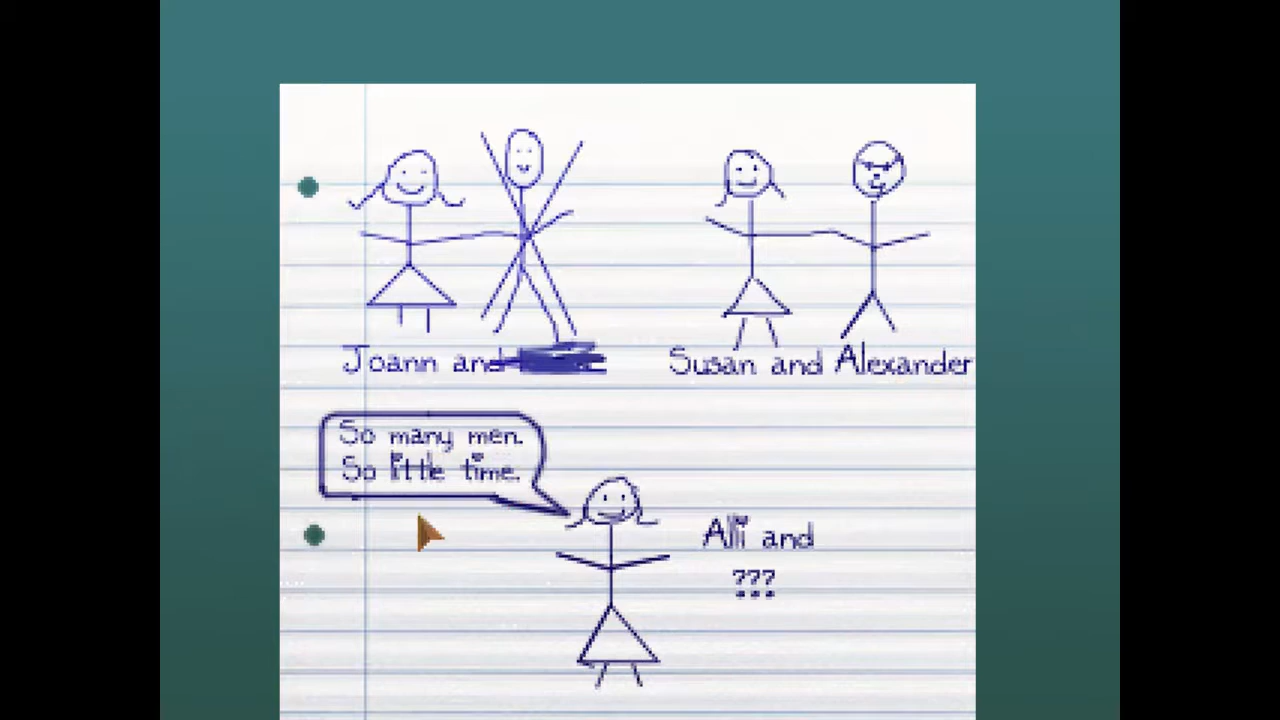 Joann and
Susan and Alexander
So many men.
So little time.
Alli and
???